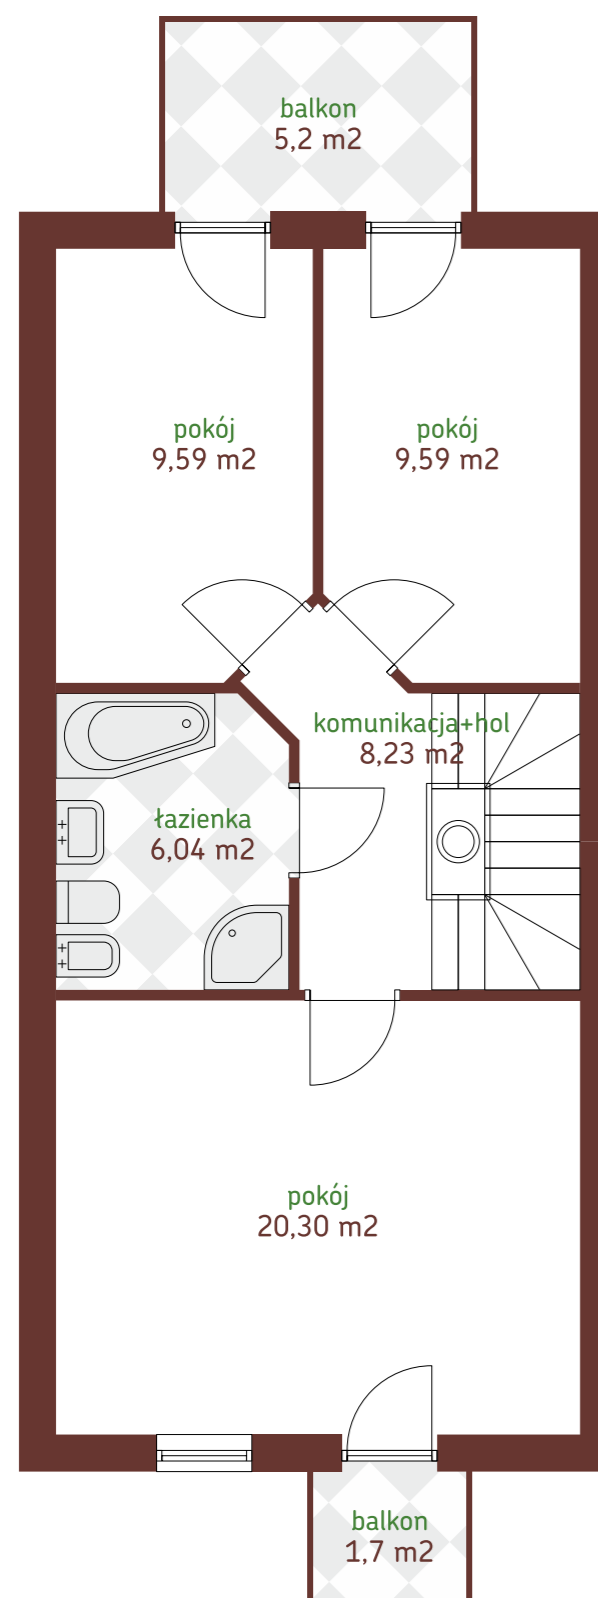 balkon
5,2 m2
pokój
9,59 m2
pokój
9,59 m2
komunikacja+hol
8,23 m2
łazienka
6,04 m2
pokój
20,30 m2
balkon
1,7 m2